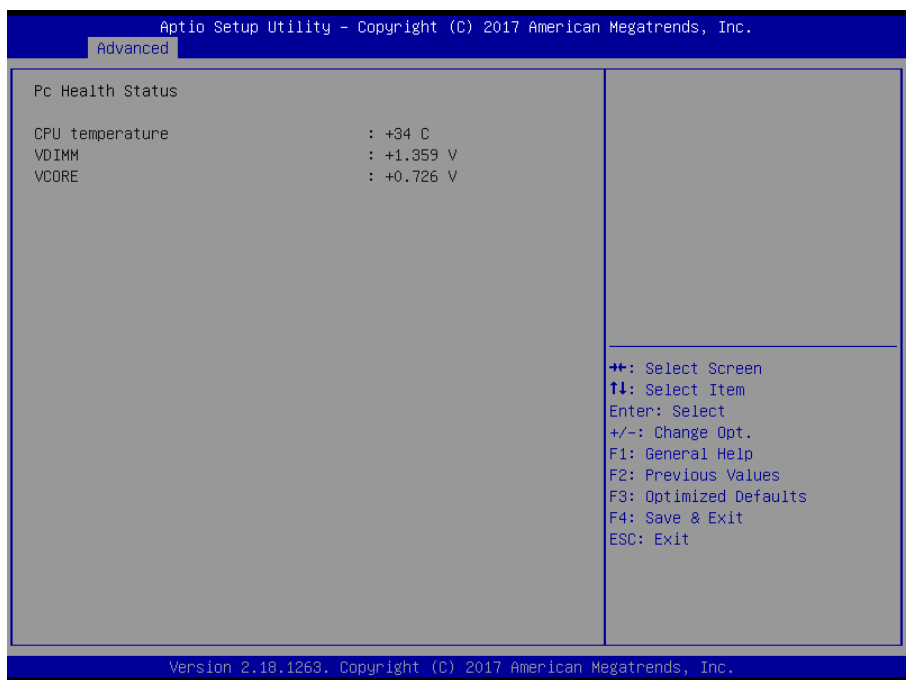 Aptio Setup Utility – Copyright (C) 2017 American Megatrends, Inc.
Advanced
Pc Health Status
CPU temperature : +34 C
VDIMM : +1.359 V
VCORE : +0.726 V
→←: Select Screen
↑↓: Select Item
Enter: Select
+/-: Change Opt.
F1: General Help
F2: Previous Values
F3: Optimized Defaults
F4: Save & Exit
ESC: Exit
Version 2.18.1263. Copyright (C) 2017 American Megatrends, Inc.